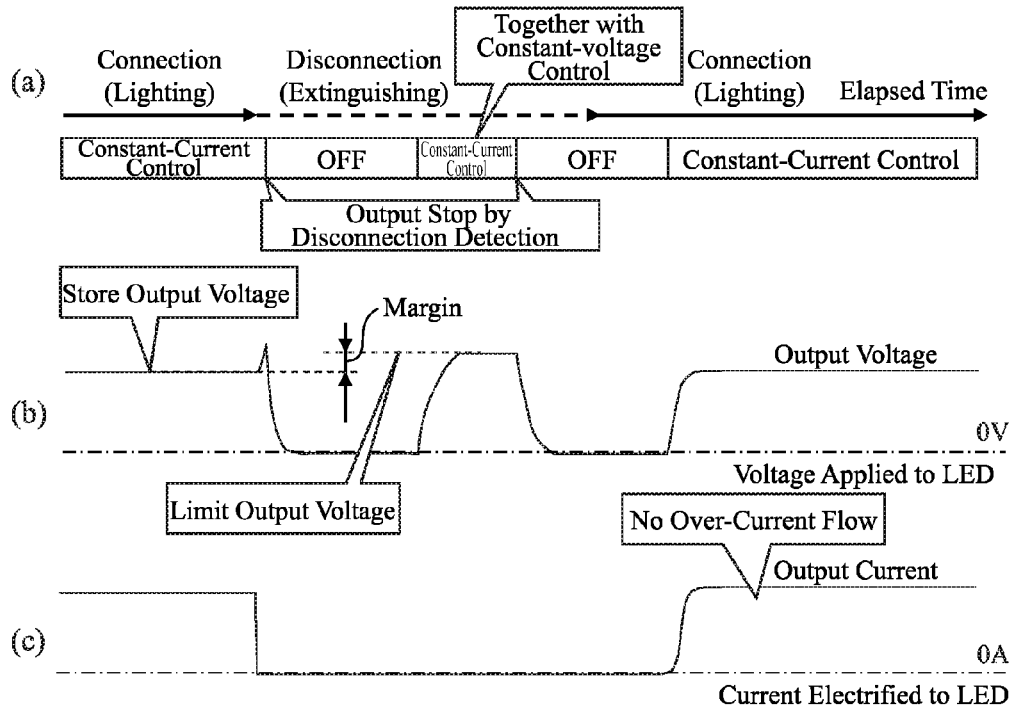 Together with
Constant-voltage
Control
(a)
Connection
(Lighting)
Disconnection
(Extinguishing)
Connection
(Lighting)
Elapsed Time
Constant-Current
Control
OFF
Constant-Current
Control
OFF
Constant-Current Control
Output Stop by
Disconnection Detection
Store Output Voltage
Margin
Output Voltage
(b)
0V
Voltage Applied to LED
Limit Output Voltage
No Over-Current Flow
Output Current
(c)
0A
Current Electrified to LED